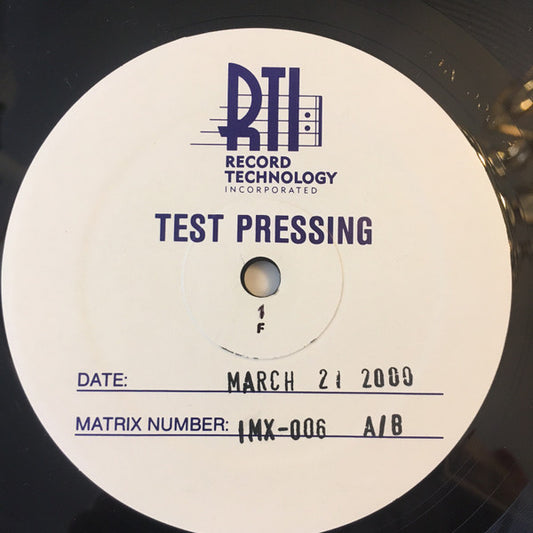 RTI
RECORD
TECHNOLOGY
INCORPORATED
TEST PRESSING
1
F
DATE: MARCH 21 2000
MATRIX NUMBER: IMX-006 A/B